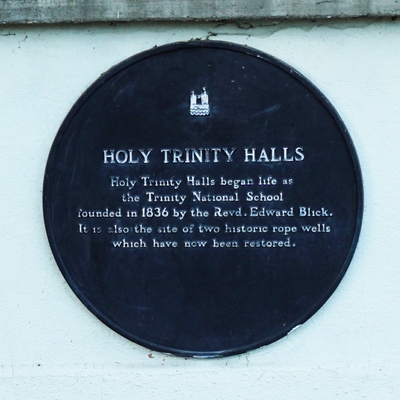 HOLY TRINITY HALLS
Holy Trinity Halls began life as
the Trinity National School
founded in 1836 by the Revd. Edward Blick.
It is also the site of two historic rope wells
which have now been restored.